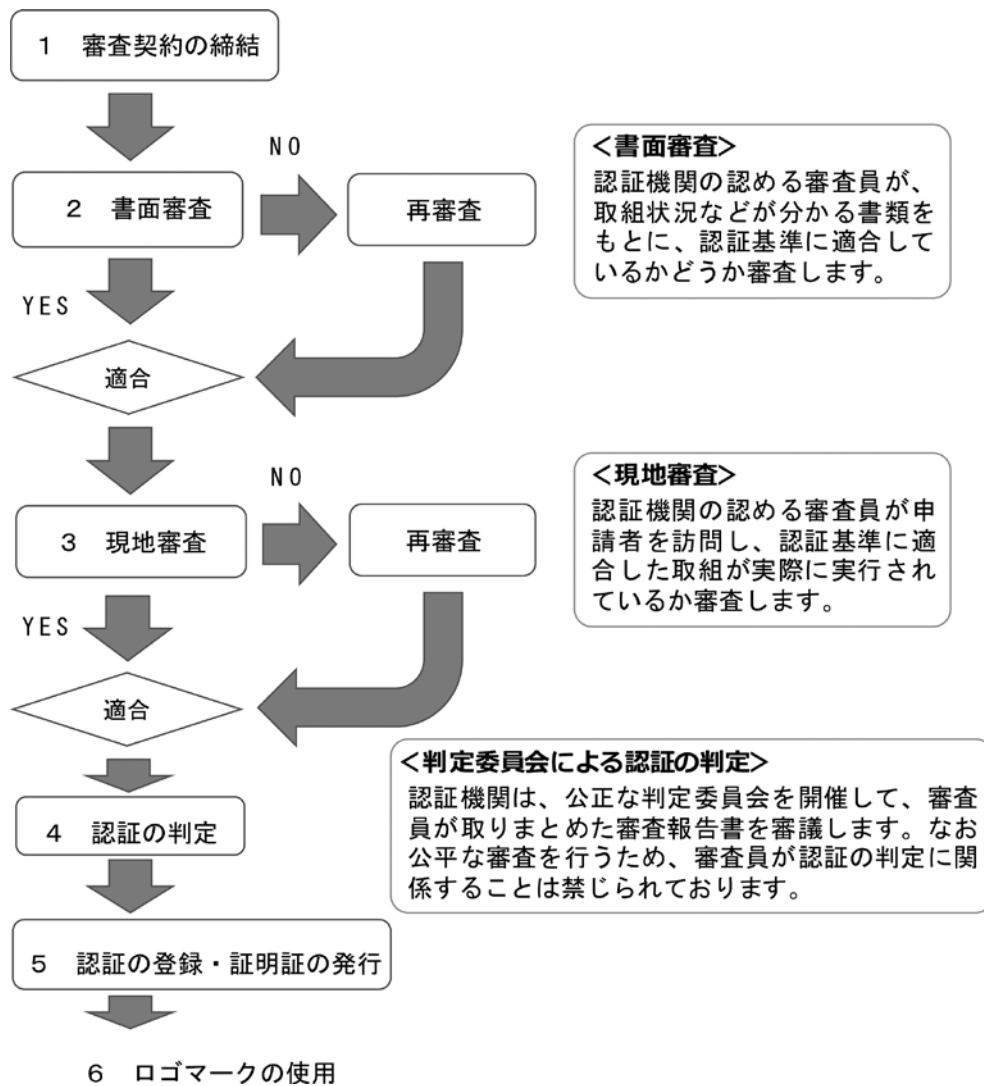 1 審査契約の締結
NO
2 書面審査
再審査
<書面審査>
認証機関の認める審査員が、
取組状況などが分かる書類を
もとに、認証基準に適合して
いるかどうか審査します。
YES
適合
NO
3 現地審査
再審査
<現地審査>
認証機関の認める審査員が申
請者を訪問し、認証基準に適
合した取組が実際に実行され
ているか審査します。
YES
適合
<判定委員会による認証の判定>
認証機関は、公正な判定委員会を開催して、審査
員が取りまとめた審査報告書を審議します。なお
公平な審査を行うため、審査員が認証の判定に関
係することは禁じられております。
4 認証の判定
5 認証の登録・証明証の発行
6 ロゴマークの使用